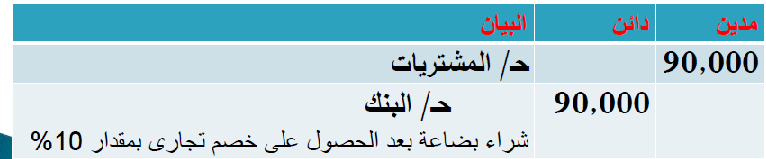 مدين دائن البيان
90,000 حـ/ المشتريات
90,000 حـ/ البنك
شراء بضاعة بعد الحصول على خصم تجارى بمقدار 10%